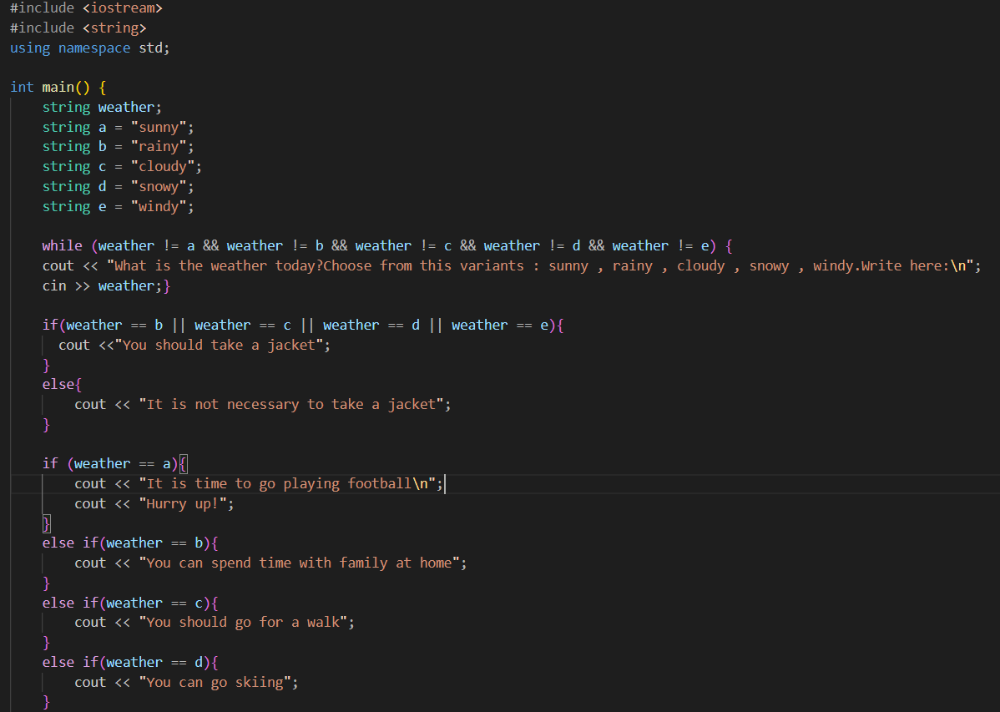 #include <iostream>
#include <string>
using namespace std;
int main() {
string weather;
string a = "sunny";
string b = "rainy";
string c = "cloudy";
string d = "snowy";
string e = "windy";
while (weather != a && weather != b && weather != c && weather != d && weather != e) {
cout << "What is the weather today?Choose from this variants : sunny , rainy , cloudy , snowy , windy.Write here:\n";
cin >> weather;}
if(weather == b || weather == c || weather == d || weather == e){
cout <<"You should take a jacket";
}
else{
cout << "It is not necessary to take a jacket";
}
if (weather == a){
cout << "It is time to go playing football\n";
cout << "Hurry up!";
}
else if(weather == b){
cout << "You can spend time with family at home";
}
else if(weather == c){
cout << "You should go for a walk";
}
else if(weather == d){
cout << "You can go skiing";
}